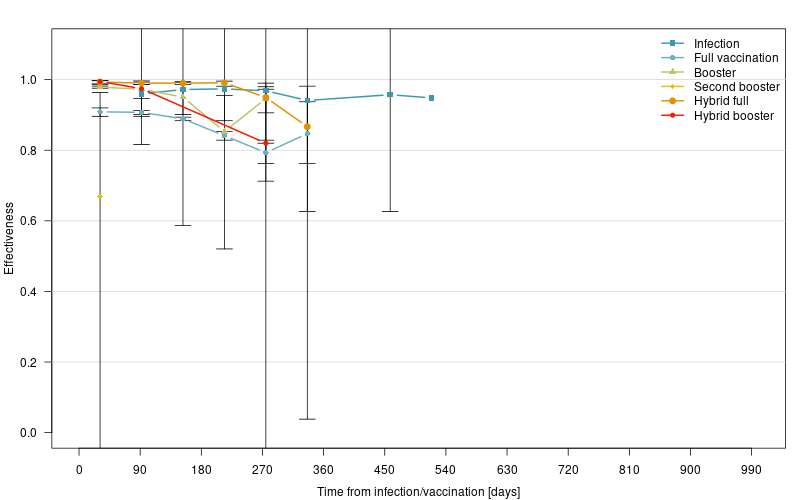 Infection
Full vaccination
Booster
Second booster
Hybrid full
Hybrid booster
Effectiveness
1.0
0.8
0.6
0.4
0.2
0.0
0 90 180 270 360 450 540 630 720 810 900 990
Time from infection/vaccination [days]